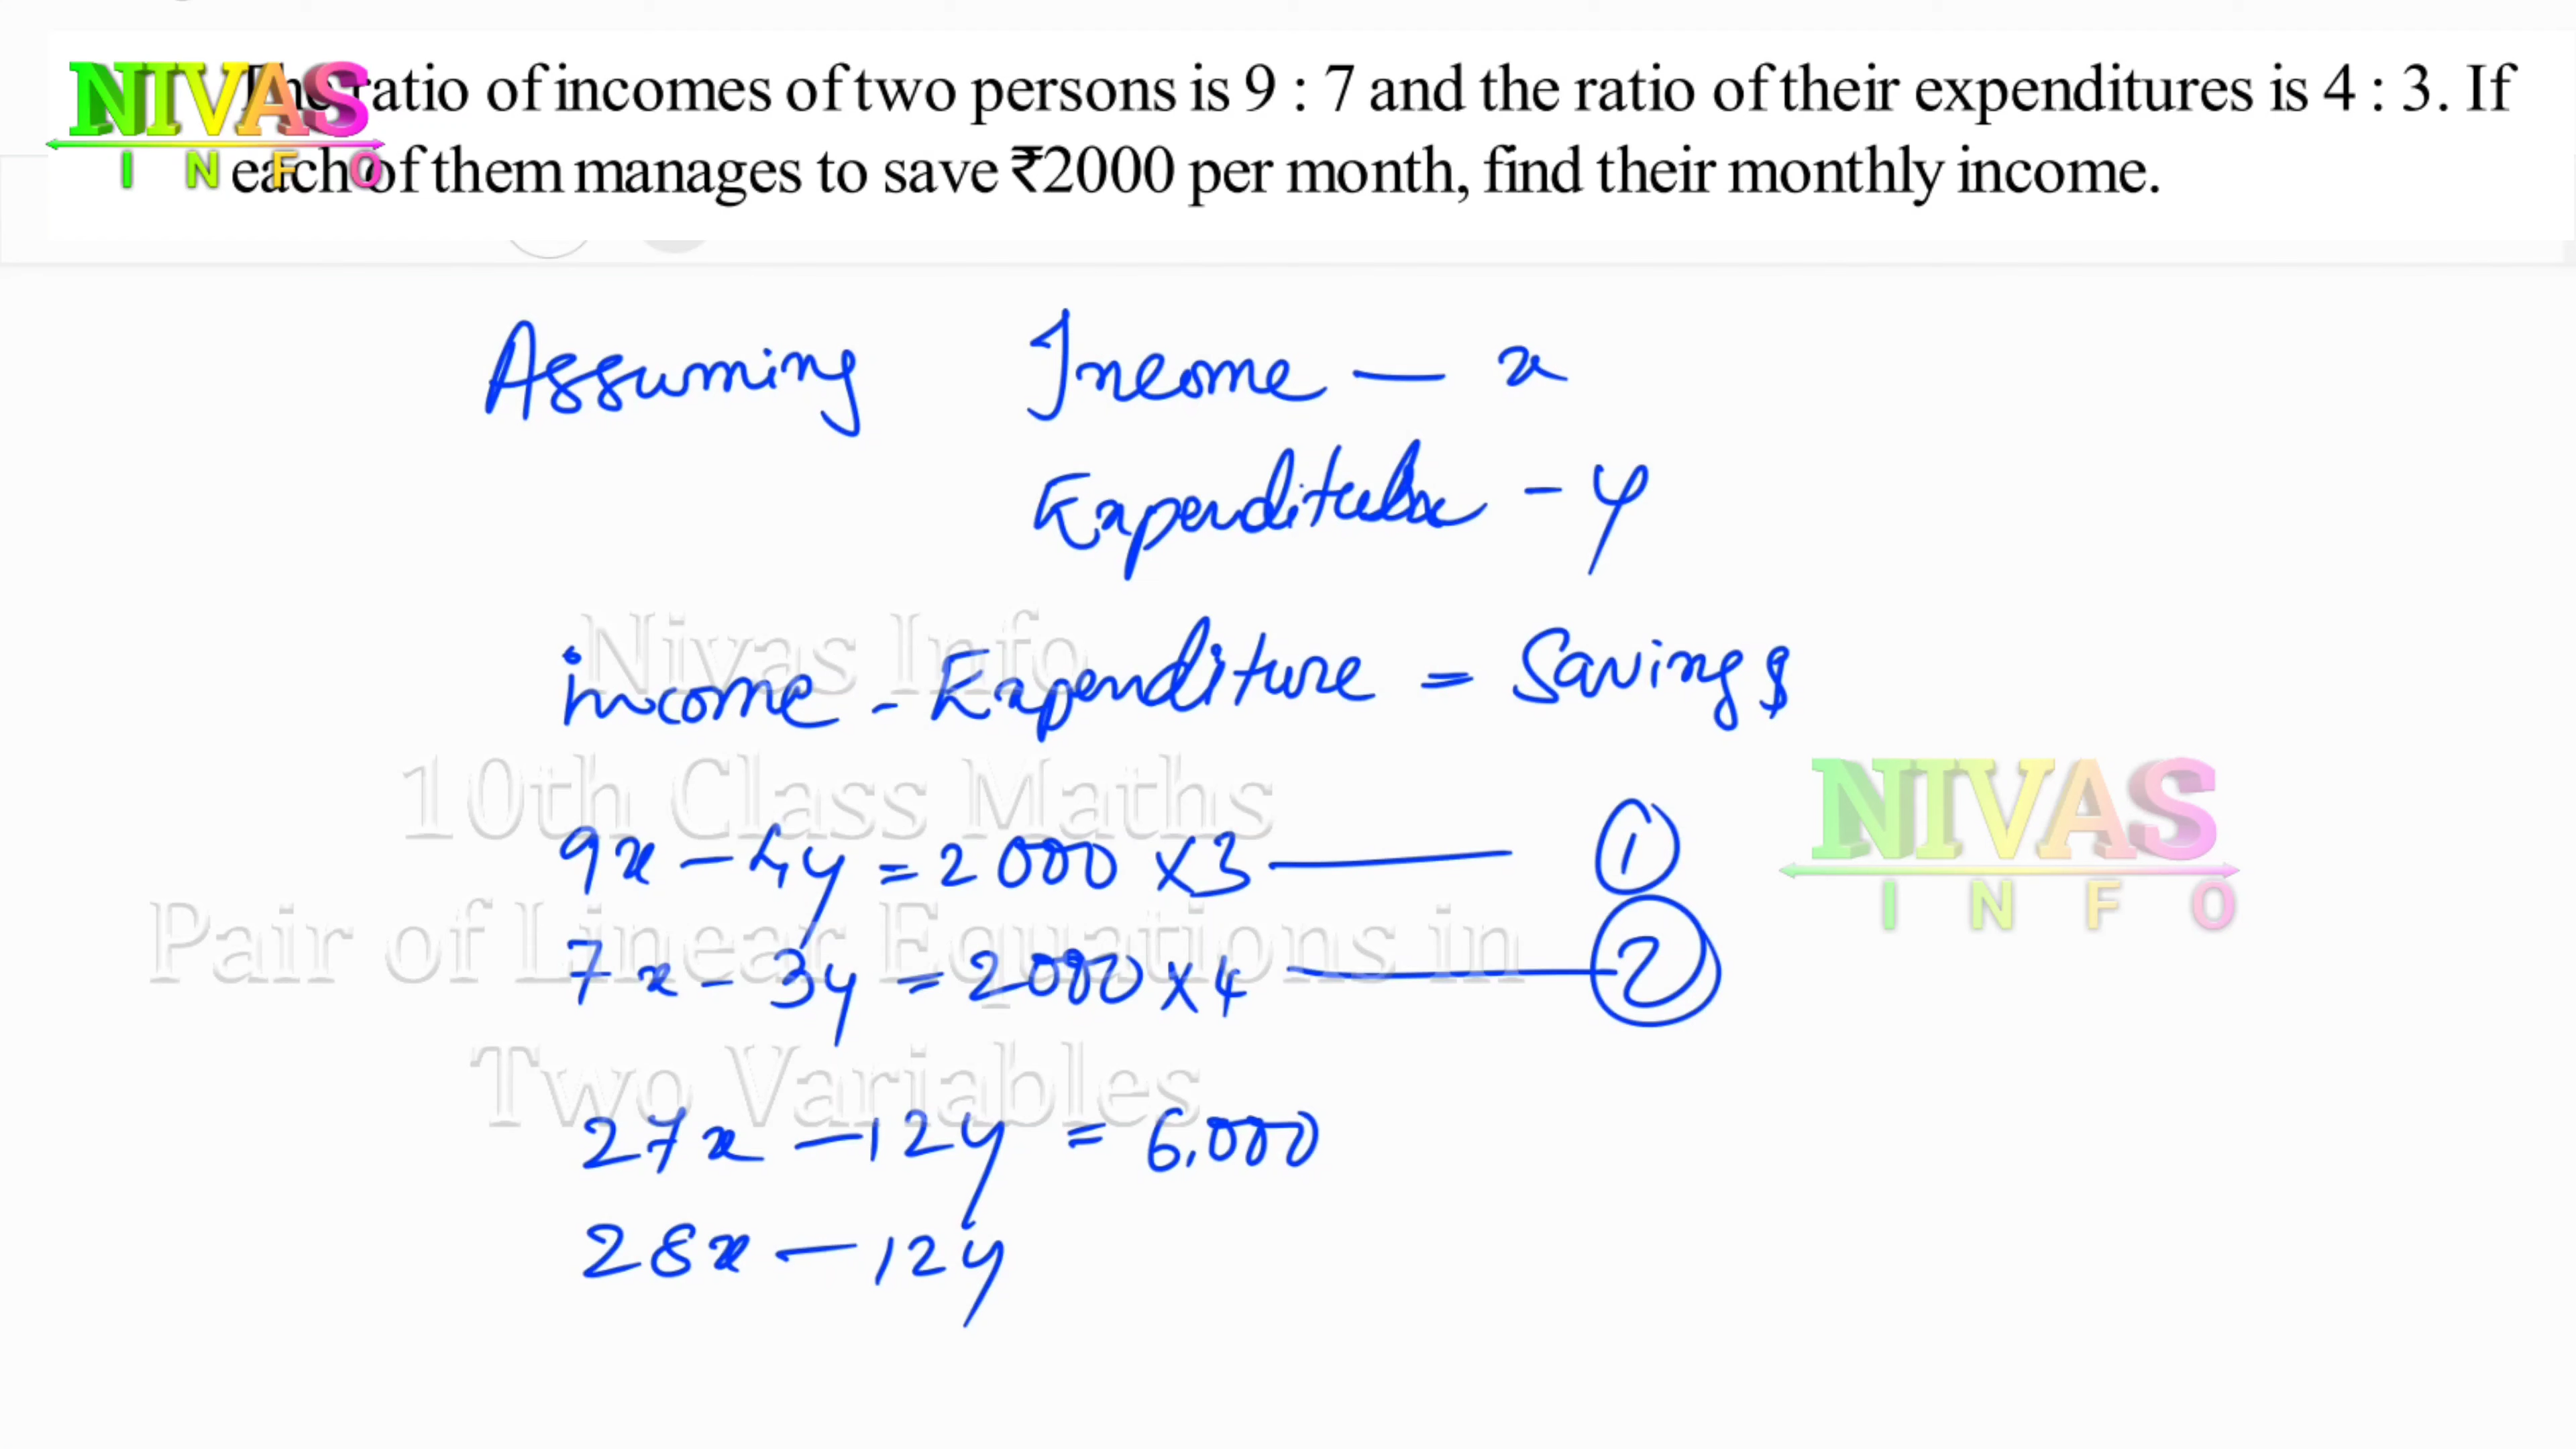 NIVAS
INFO
The ratio of incomes of two persons is 9 : 7 and the ratio of their expenditures is 4 : 3. If
each of them manages to save ₹2000 per month, find their monthly income.
Assuming Income — x
Expenditure - y
income - Expenditure = Savings
Nivas Info
10th Class Maths
Pair of Linear Equations in
Two Variables
NIVAS
INFO
9x - 4y = 2000 x3 — 1
7x - 3y = 2000 x 4 — 2
27x - 12y = 6,000
28x - 12y